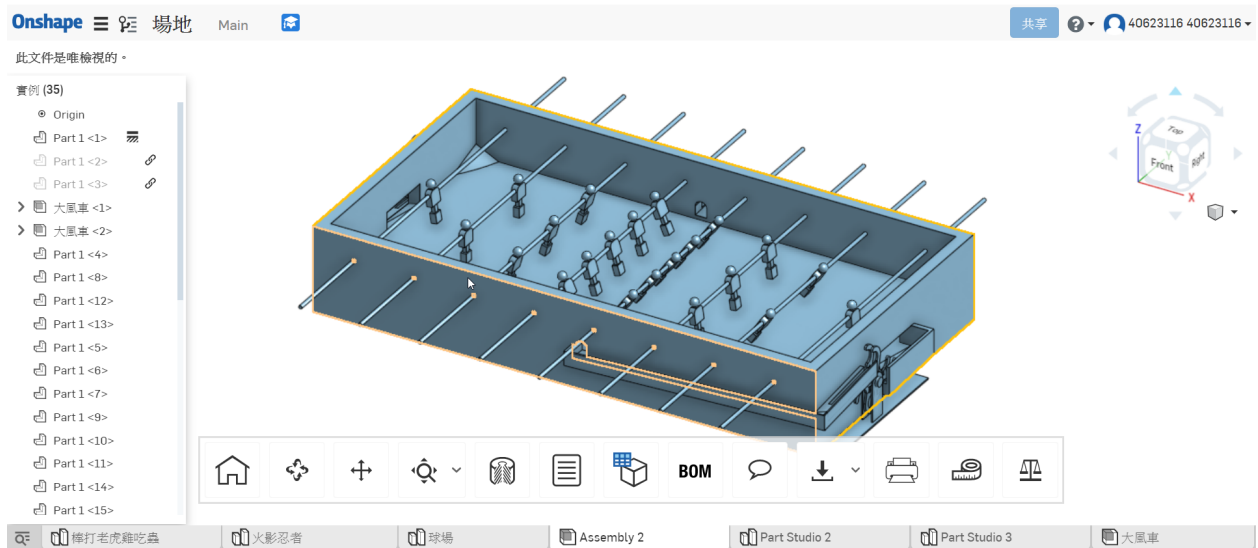 Onshape 場地 Main 共享 40623116 40623116
此文件是唯檢視的。
實例 (35)
Origin
Part 1 <1>
Part 1 <2>
Part 1 <3>
大風車 <1>
大風車 <2>
Part 1 <4>
Part 1 <8>
Part 1 <12>
Part 1 <13>
Part 1 <5>
Part 1 <6>
Part 1 <7>
Part 1 <9>
Part 1 <10>
Part 1 <11>
Part 1 <14>
Part 1 <15>
Z
Top
Y
Front Right
X
BOM
棒打老虎雞吃蟲 火影忍者 球場 Assembly 2 Part Studio 2 Part Studio 3 大風車